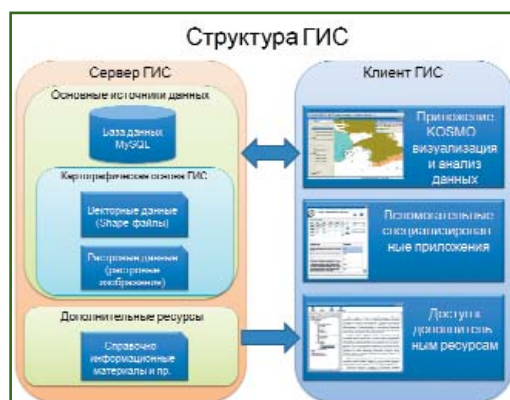 Структура ГИС
Сервер ГИС
Основные источники данных
База данных
MySQL
Картографическая основа ГИС
Векторные данные
(Shape файлы)
Растровые данные
(растровые
изображение)
Дополнительные ресурсы
Справочно
информационные
материалы и пр.
Клиент ГИС
Приложение
KOSMO
визуализация
и анализ
данных
Вспомогательные
специализирован
ные приложения
Доступ к
дополнитель
ным ресурсам